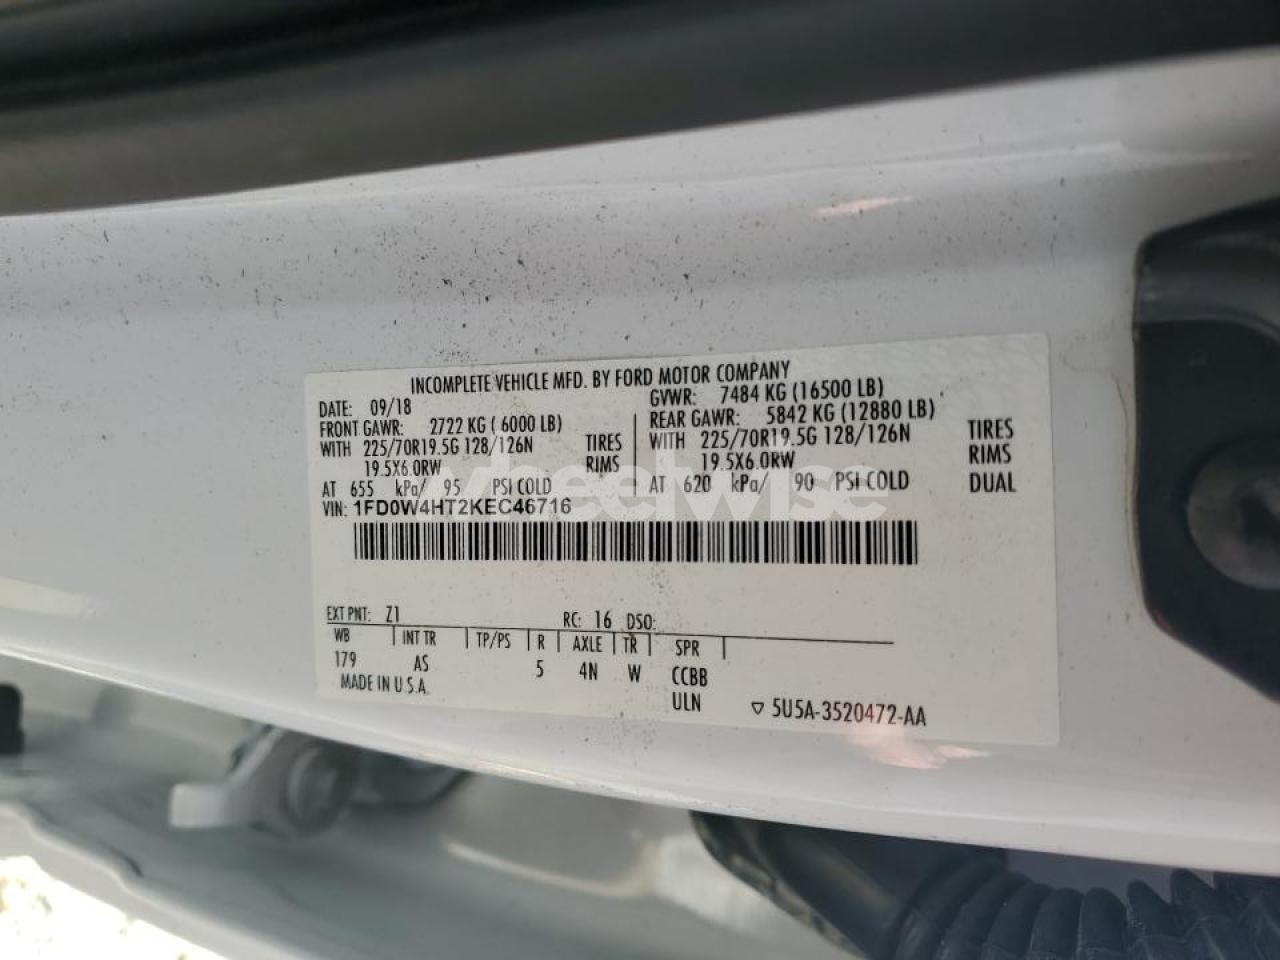 INCOMPLETE VEHICLE MFD. BY FORD MOTOR COMPANY
DATE: 09/18 GVWR: 7484 KG (16500 LB)
FRONT GAWR: 2722 KG ( 6000 LB) REAR GAWR: 5842 KG (12880 LB)
WITH 225/70R19.5G 128/126N TIRES WITH 225/70R19.5G 128/126N TIRES
19.5X6.0RW RIMS 19.5X6.0RW RIMS
AT 655 kPa/ 95 PSI COLD AT 620 kPa/ 90 PSI COLD DUAL
VIN: 1FD0W4HT2KEC46716
wheelwise
EXT PNT: Z1 RC: 16 DSO:
WB INT TR TP/PS R AXLE TR SPR
179 AS 5 4N W CCBB
MADE IN U.S.A. ULN
▽ 5U5A-3520472-AA